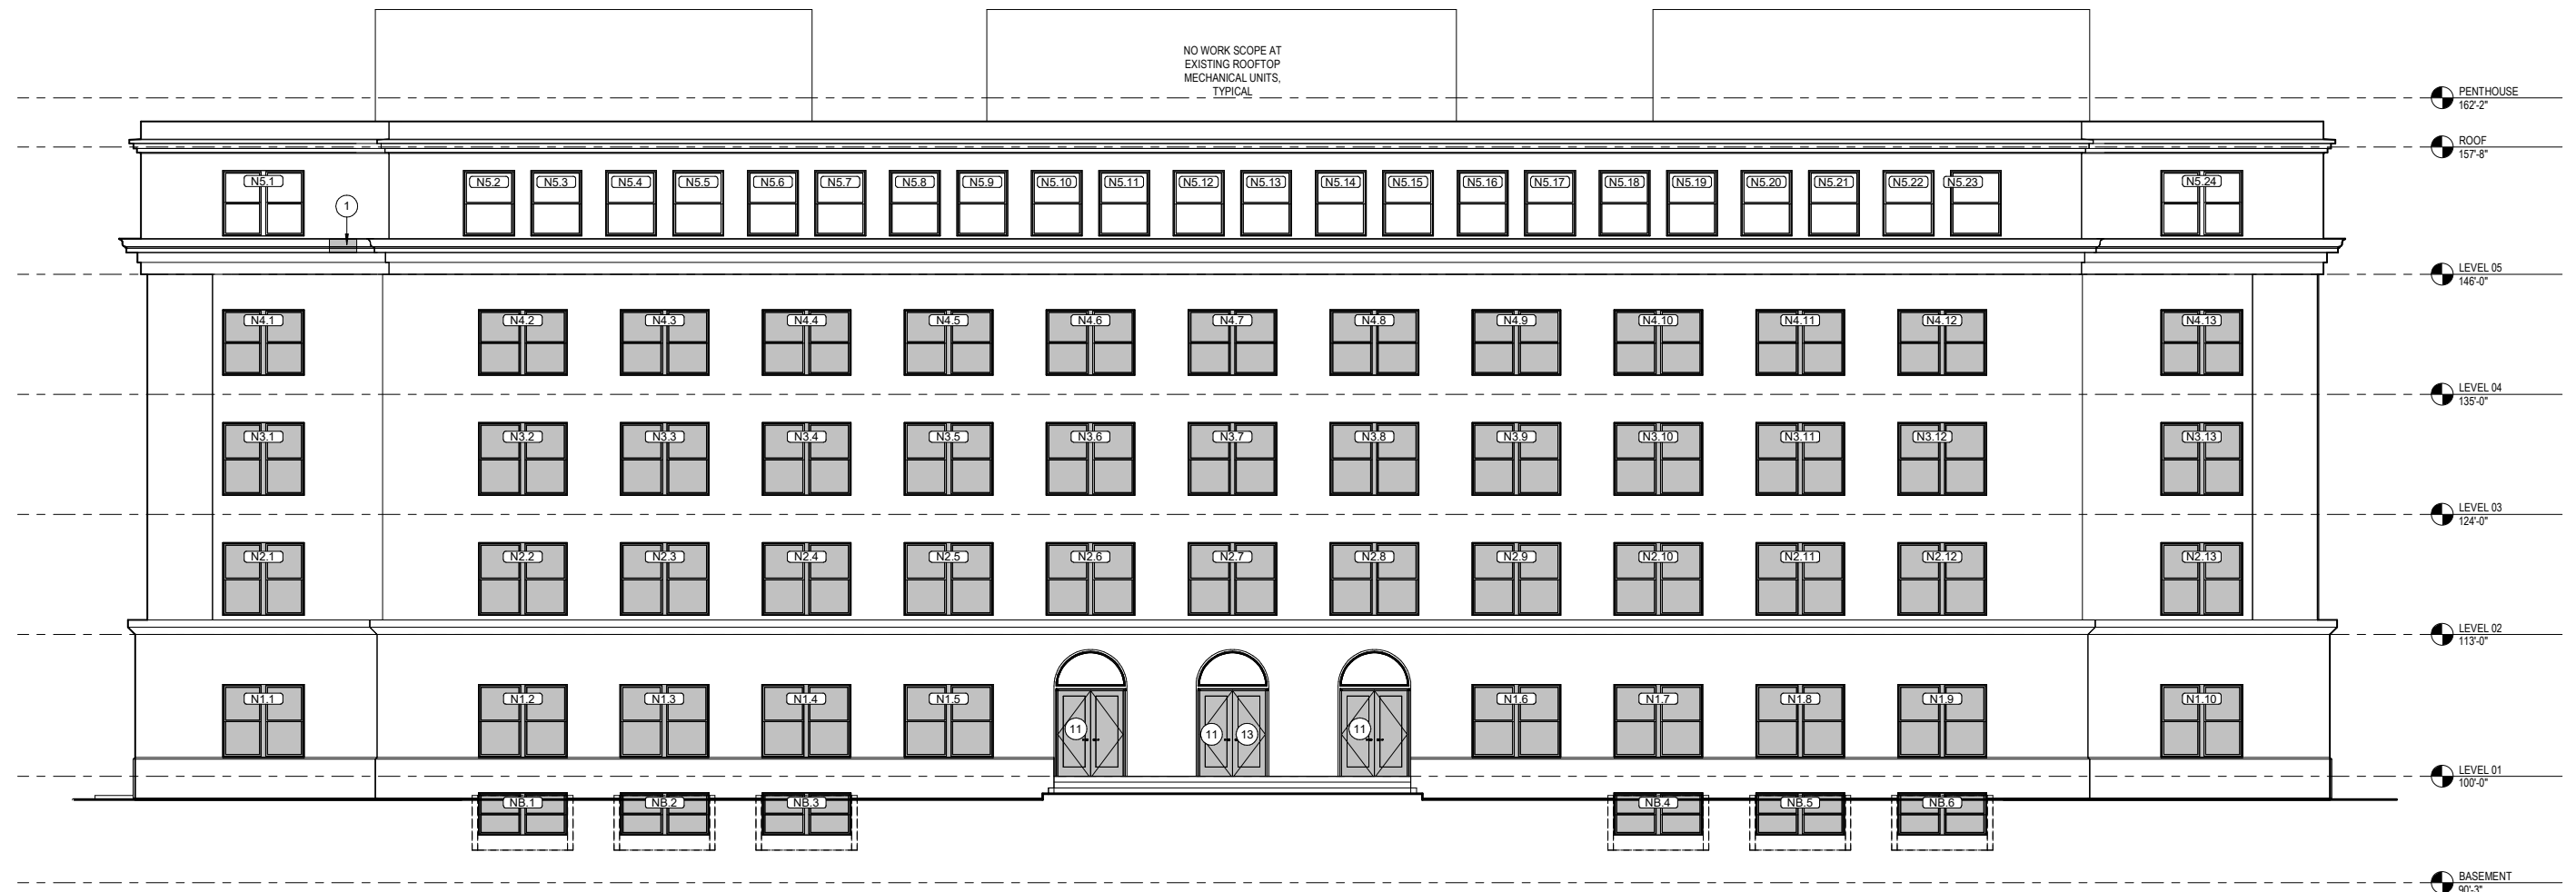 NO WORK SCOPE AT
EXISTING ROOFTOP
MECHANICAL UNITS,
TYPICAL
PENTHOUSE
162'-2"
ROOF
157'-8"
N5.1
N5.2
N5.3
N5.4
N5.5
N5.6
N5.7
N5.8
N5.9
N5.10
N5.11
N5.12
N5.13
N5.14
N5.15
N5.16
N5.17
N5.18
N5.19
N5.20
N5.21
N5.22
N5.23
N5.24
1
LEVEL 05
146'-0"
N4.1
N4.2
N4.3
N4.4
N4.5
N4.6
N4.7
N4.8
N4.9
N4.10
N4.11
N4.12
N4.13
LEVEL 04
135'-0"
N3.1
N3.2
N3.3
N3.4
N3.5
N3.6
N3.7
N3.8
N3.9
N3.10
N3.11
N3.12
N3.13
LEVEL 03
124'-0"
N2.1
N2.2
N2.3
N2.4
N2.5
N2.6
N2.7
N2.8
N2.9
N2.10
N2.11
N2.12
N2.13
LEVEL 02
113'-0"
N1.1
N1.2
N1.3
N1.4
N1.5
11
11
13
11
N1.6
N1.7
N1.8
N1.9
N1.10
LEVEL 01
100'-0"
NB.1
NB.2
NB.3
NB.4
NB.5
NB.6
BASEMENT
90'-3"